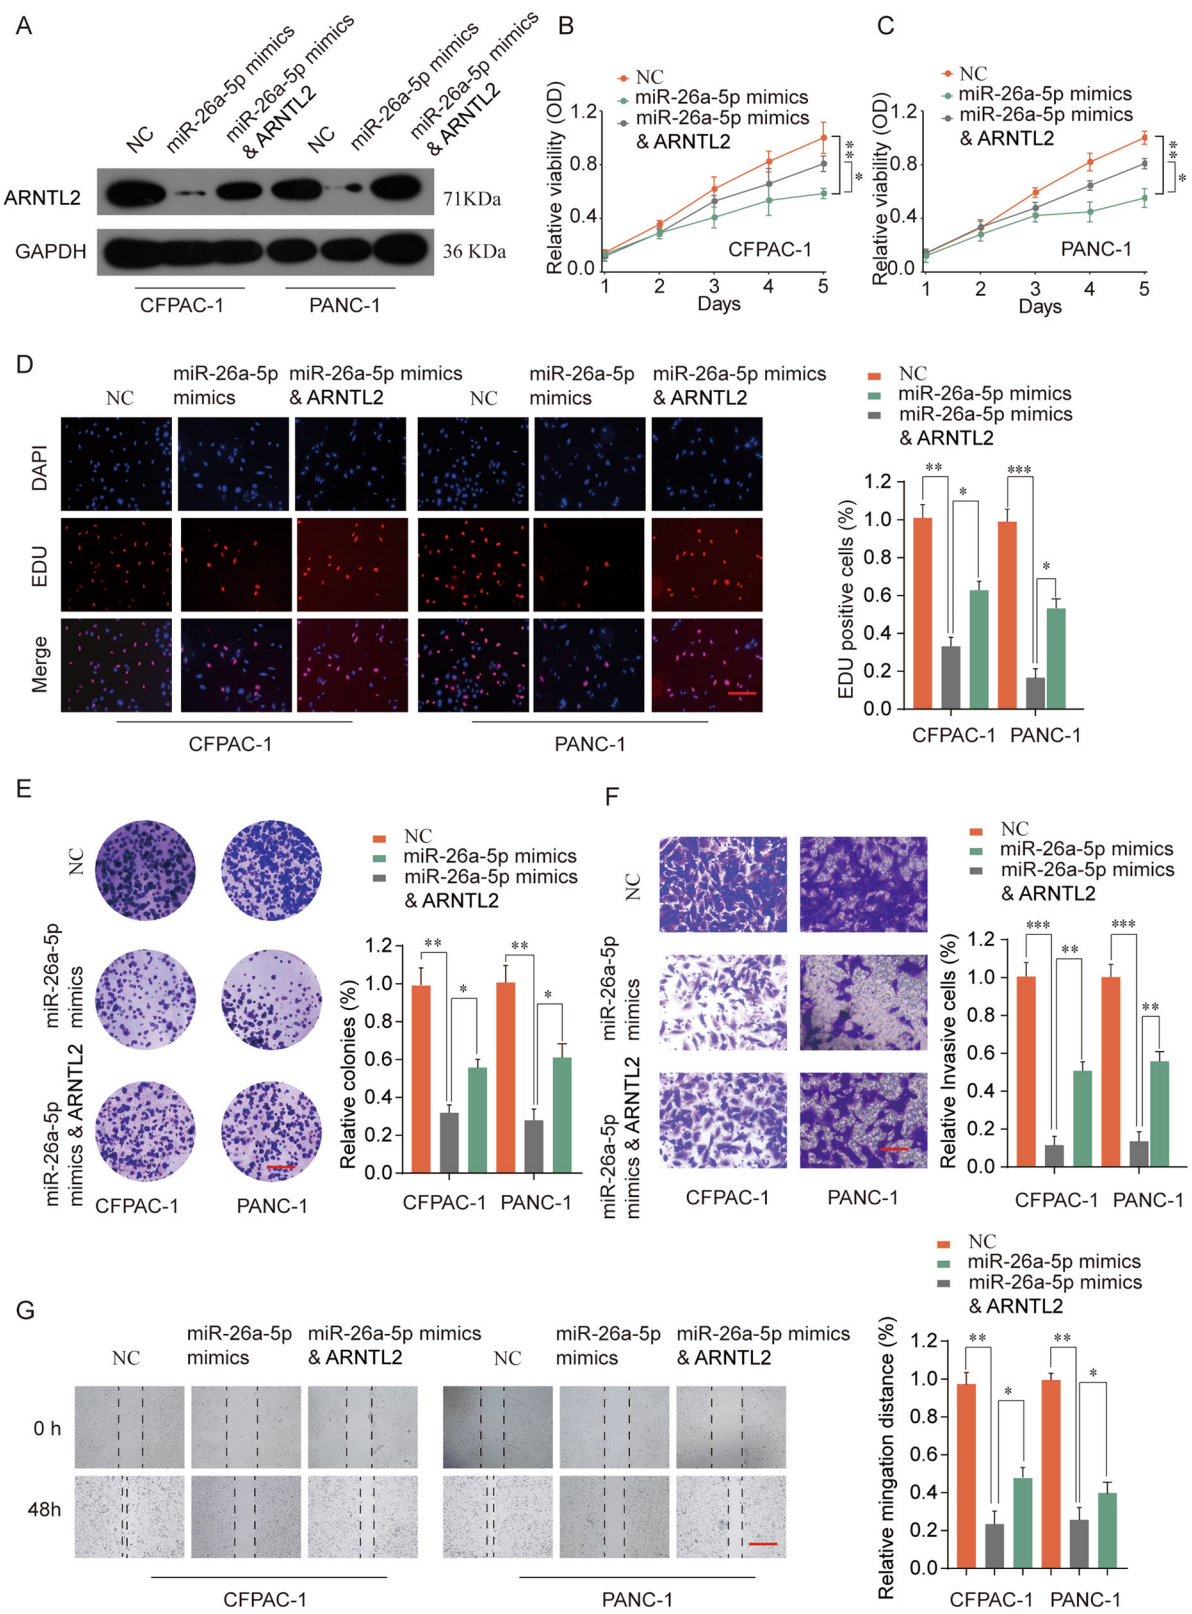 A
NC
miR-26a-5p mimics
miR-26a-5p mimics
& ARNTL2
NC
miR-26a-5p mimics
miR-26a-5p mimics
& ARNTL2
ARNTL2
71KDa
GAPDH
36 KDa
CFPAC-1
PANC-1
B
NC
miR-26a-5p mimics
miR-26a-5p mimics
& ARNTL2
Relative viability (OD)
1.2
0.8
0.4
0.0
**
*
CFPAC-1
1 2 3 4 5
Days
C
NC
miR-26a-5p mimics
miR-26a-5p mimics
& ARNTL2
Relative viability (OD)
1.2
0.8
0.4
0.0
**
*
PANC-1
1 2 3 4 5
Days
D
NC
miR-26a-5p
mimics
miR-26a-5p mimics
& ARNTL2
NC
miR-26a-5p
mimics
miR-26a-5p mimics
& ARNTL2
DAPI
EDU
Merge
CFPAC-1
PANC-1
NC
miR-26a-5p mimics
miR-26a-5p mimics
& ARNTL2
EDU positive cells (%)
1.2
1.0
0.8
0.6
0.4
0.2
0.0
** * *** *
CFPAC-1 PANC-1
E
NC
miR-26a-5p
mimics
miR-26a-5p
mimics & ARNTL2
CFPAC-1
PANC-1
NC
miR-26a-5p mimics
miR-26a-5p mimics
& ARNTL2
Relative colonies (%)
1.2
1.0
0.8
0.6
0.4
0.2
0.0
** * ** *
CFPAC-1 PANC-1
F
NC
miR-26a-5p
mimics
miR-26a-5p
mimics & ARNTL2
CFPAC-1
PANC-1
NC
miR-26a-5p mimics
miR-26a-5p mimics
& ARNTL2
Relative Invasive cells (%)
1.2
1.0
0.8
0.6
0.4
0.2
0.0
*** ** *** **
CFPAC-1 PANC-1
G
NC
miR-26a-5p
mimics
miR-26a-5p mimics
& ARNTL2
NC
miR-26a-5p
mimics
miR-26a-5p mimics
& ARNTL2
0 h
48h
CFPAC-1
PANC-1
NC
miR-26a-5p mimics
miR-26a-5p mimics
& ARNTL2
Relative mingation distance (%)
1.2
1.0
0.8
0.6
0.4
0.2
0.0
** * ** *
CFPAC-1 PANC-1